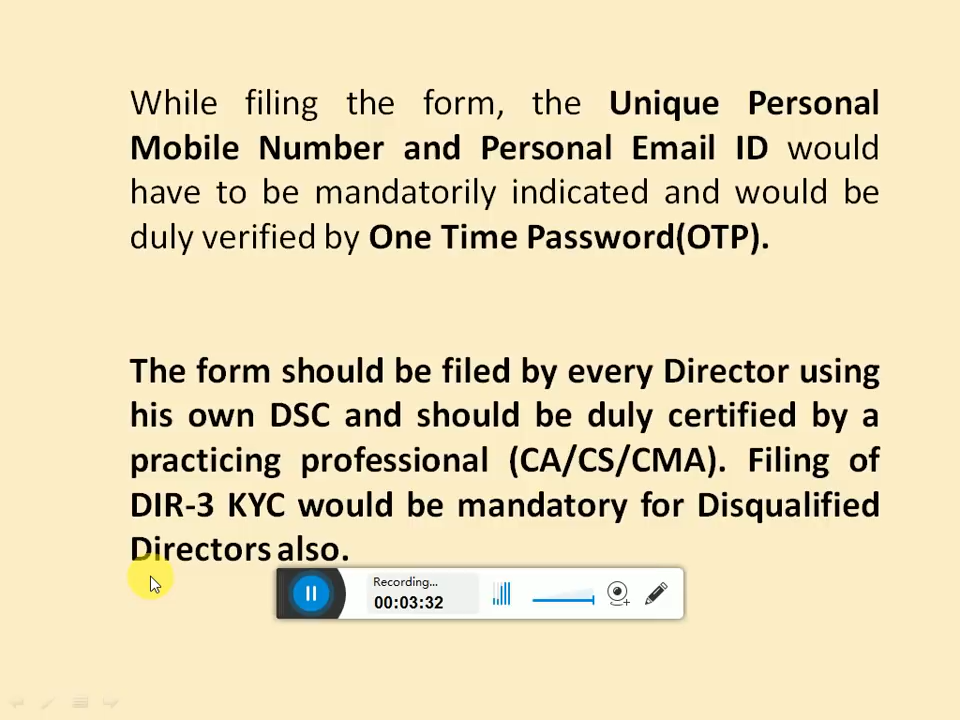 While filing the form, the Unique Personal
Mobile Number and Personal Email ID would
have to be mandatorily indicated and would be
duly verified by One Time Password(OTP).
The form should be filed by every Director using
his own DSC and should be duly certified by a
practicing professional (CA/CS/CMA). Filing of
DIR-3 KYC would be mandatory for Disqualified
Directors also.
Recording...
00:03:32